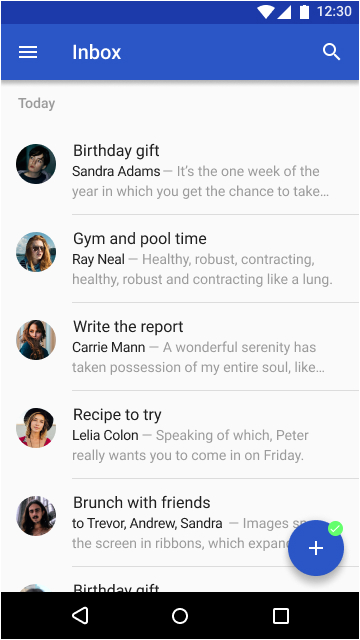 12:30
Inbox
Today
Birthday gift
Sandra Adams — It's the one week of the
year in which you get the chance to take…
Gym and pool time
Ray Neal — Healthy, robust, contracting,
healthy, robust and contracting like a lung.
Write the report
Carrie Mann — A wonderful serenity has
taken possession of my entire soul, like…
Recipe to try
Lelia Colon — Speaking of which, Peter
really wants you to come in on Friday.
Brunch with friends
to Trevor, Andrew, Sandra — Images
the screen in ribbons, which
Birthday gift